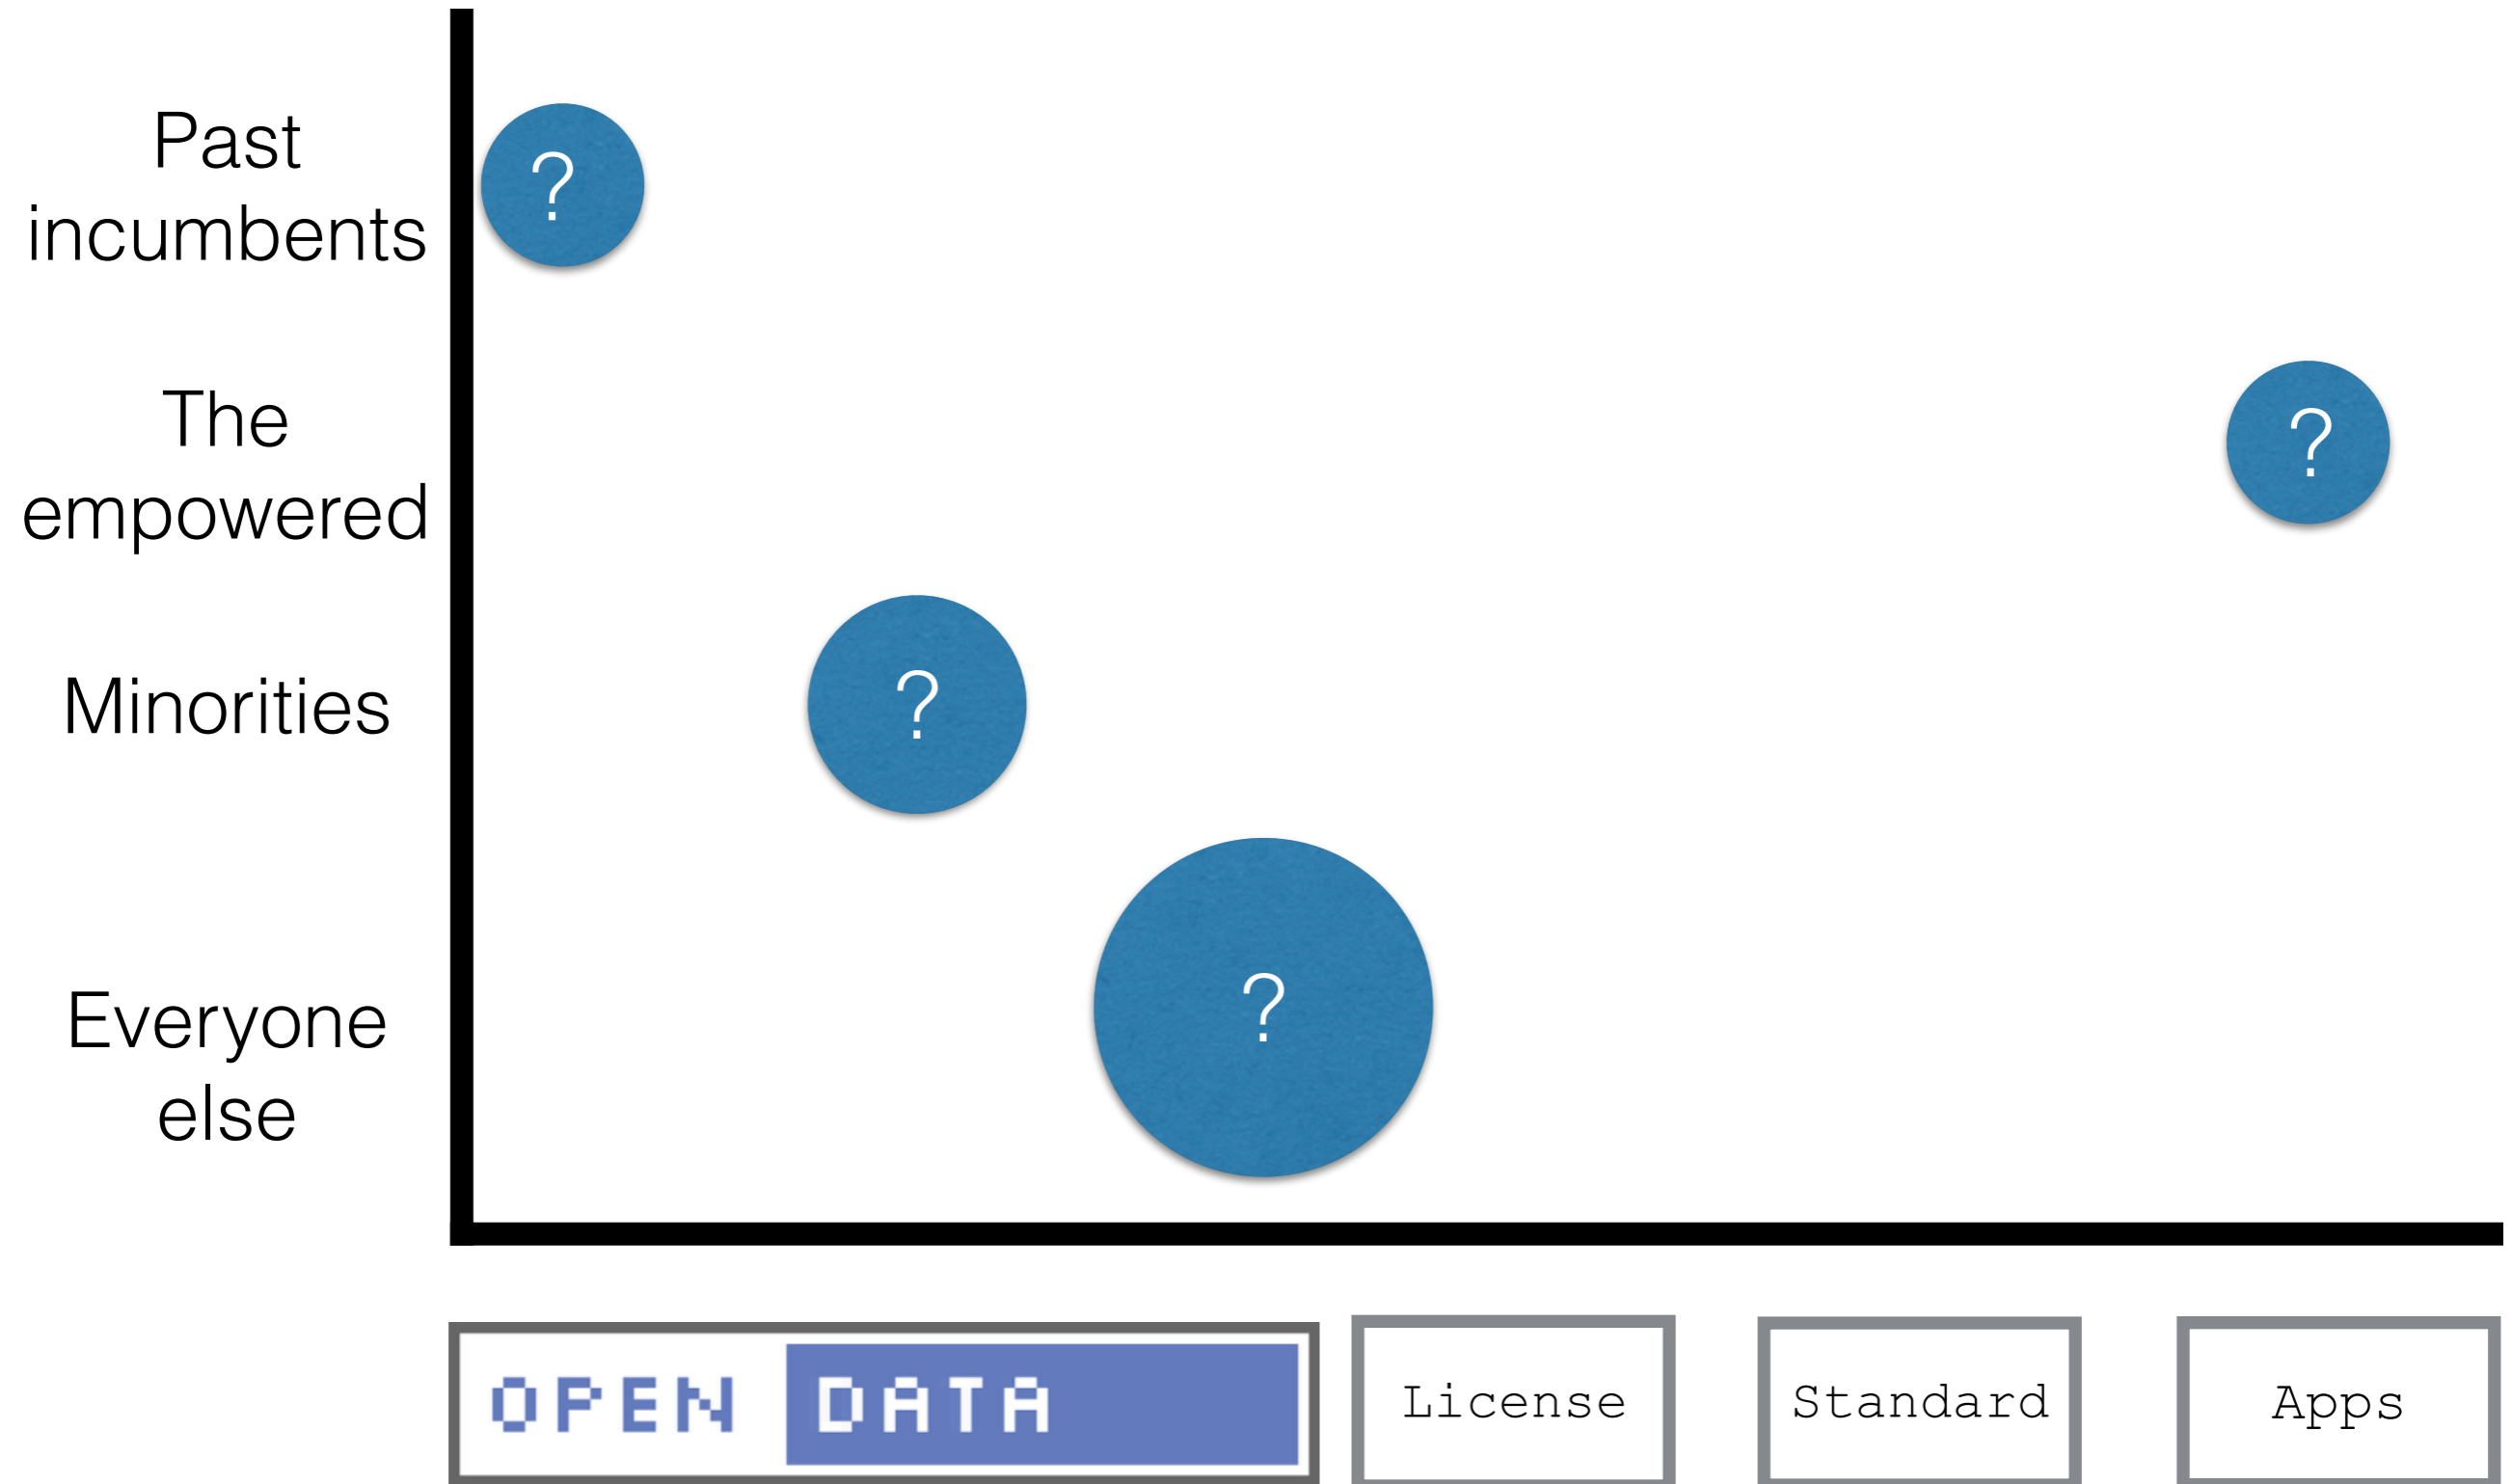 Past
incumbents
?
The
empowered
?
Minorities
?
Everyone
else
?
OPEN DATA
License
Standard
Apps